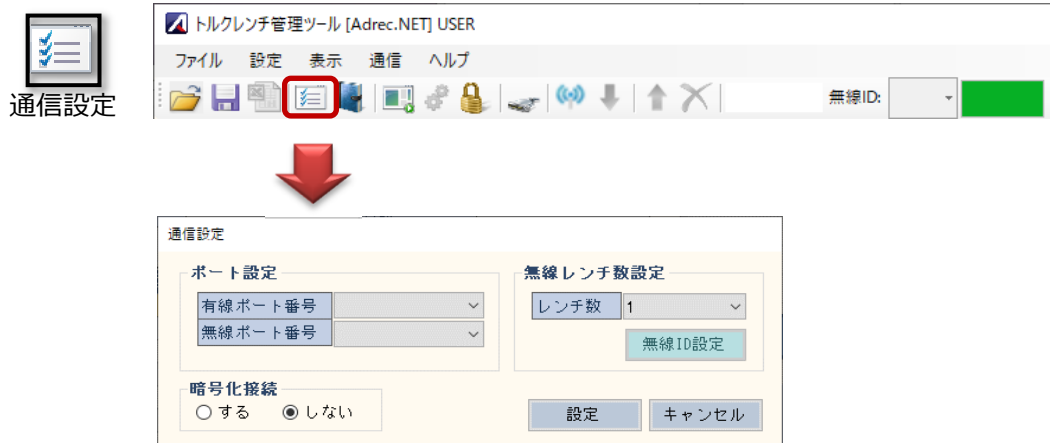 通信設定
トルクレンチ管理ツール [Adrec.NET] USER
ファイル 設定 表示 通信 ヘルプ
無線ID:
通信設定
ポート設定
有線ポート番号
無線ポート番号
無線レンチ数設定
レンチ数 1
無線ID設定
暗号化接続
する しない
設定 キャンセル